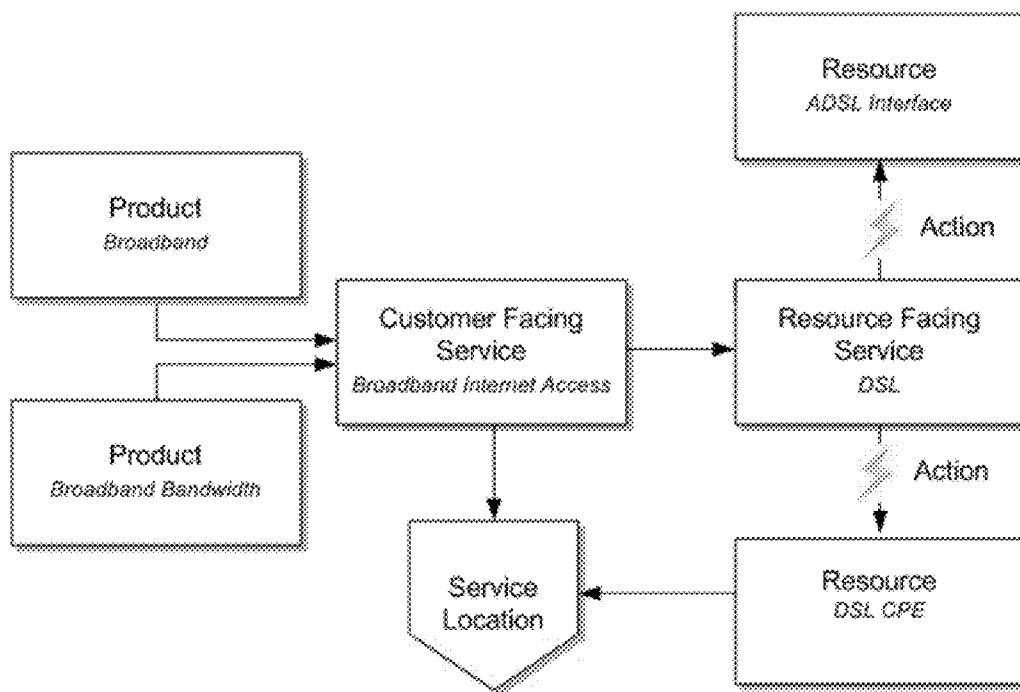 Resource
ADSL Interface
Action
Product
Broadband
Customer Facing
Service
Broadband Internet Access
Resource Facing
Service
DSL
Product
Broadband Bandwidth
Action
Service
Location
Resource
DSL CPE